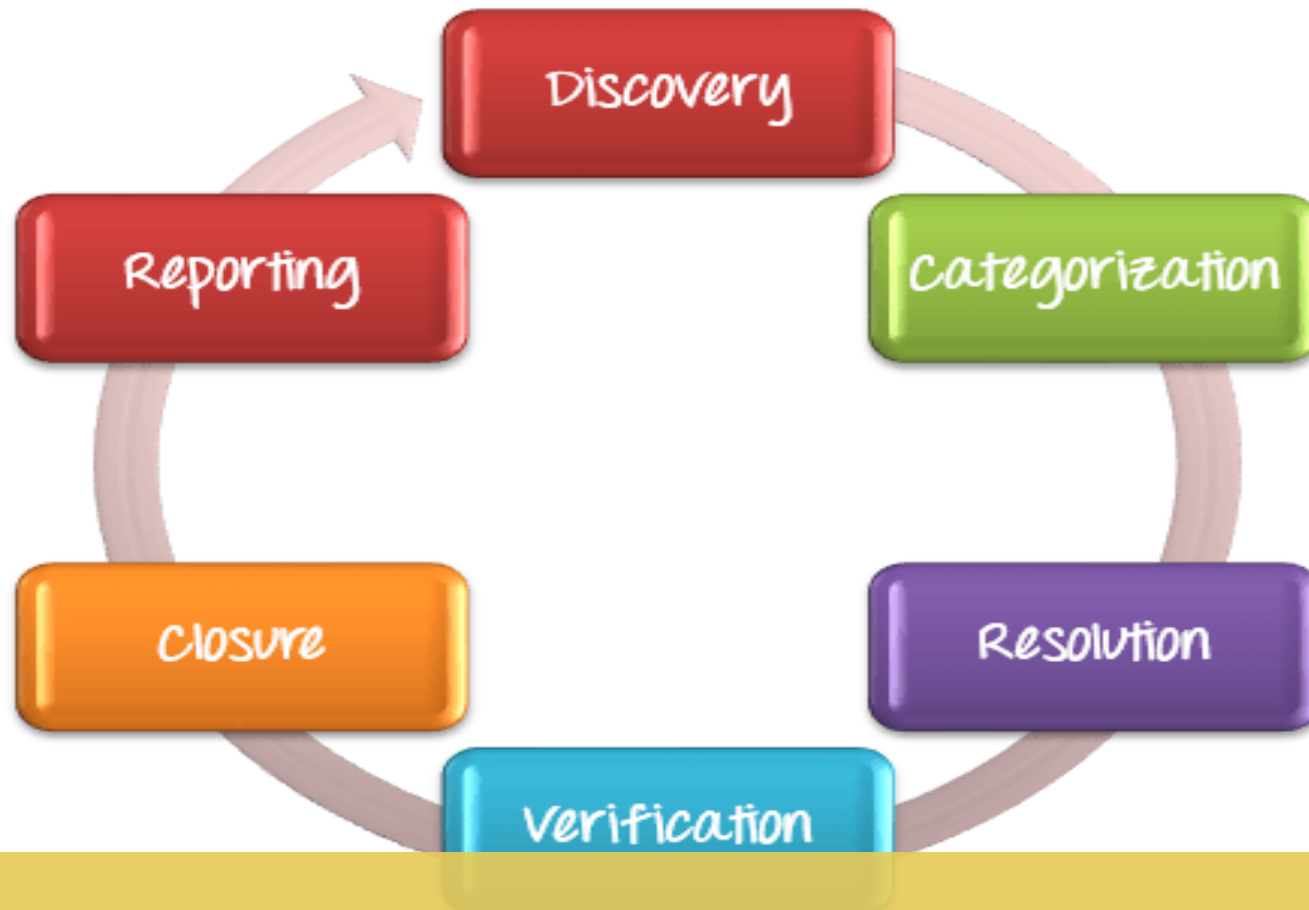 Discovery
Categorization
Resolution
Verification
Closure
Reporting